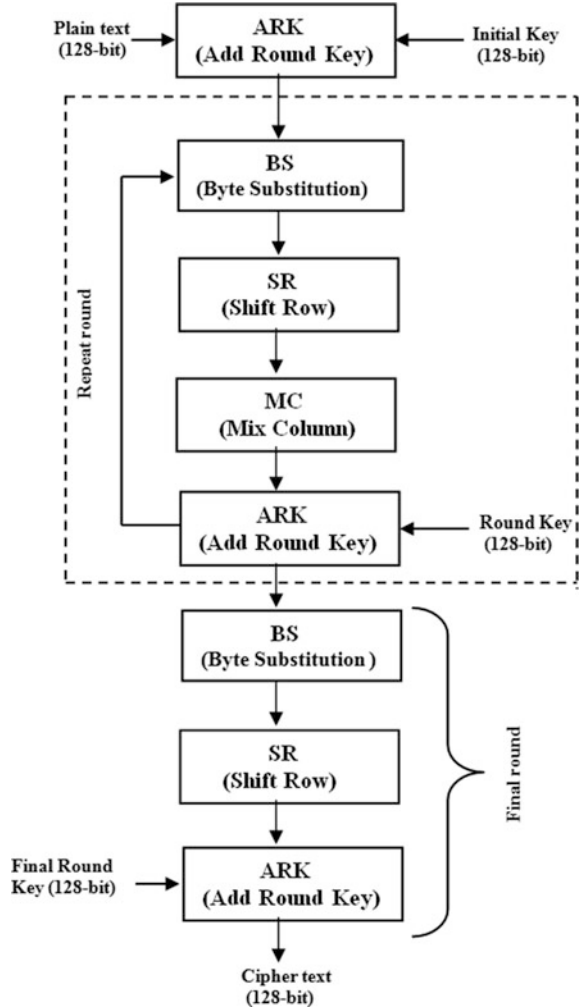 Plain text
(128-bit)
ARK
(Add Round Key)
Initial Key
(128-bit)
BS
(Byte Substitution)
SR
(Shift Row)
MC
(Mix Column)
Repeat round
ARK
(Add Round Key)
Round Key
(128-bit)
BS
(Byte Substitution )
SR
(Shift Row)
Final round
Final Round
Key (128-bit)
ARK
(Add Round Key)
Cipher text
(128-bit)